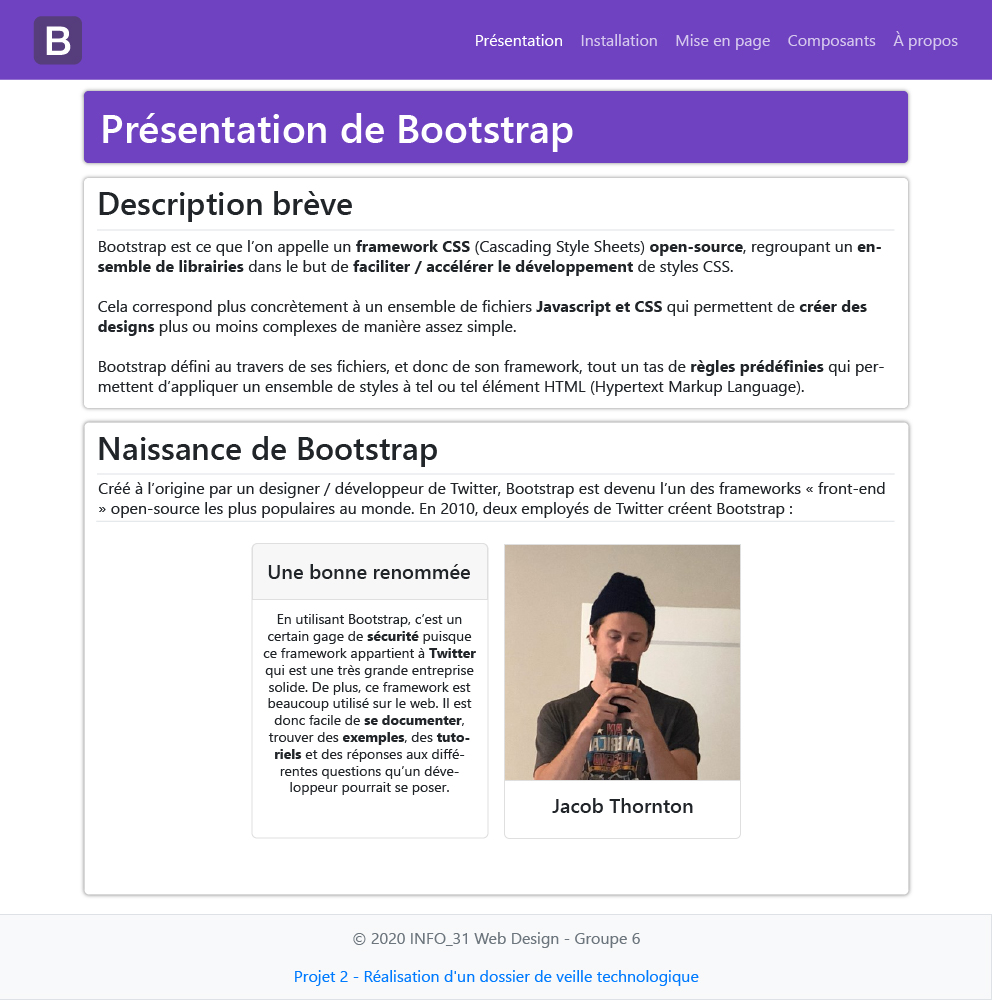 B
Présentation Installation Mise en page Composants À propos
Présentation de Bootstrap
Description brève
Bootstrap est ce que l’on appelle un framework CSS (Cascading Style Sheets) open-source, regroupant un en-
semble de librairies dans le but de faciliter / accélérer le développement de styles CSS.
Cela correspond plus concrètement à un ensemble de fichiers Javascript et CSS qui permettent de créer des
designs plus ou moins complexes de manière assez simple.
Bootstrap défini au travers de ses fichiers, et donc de son framework, tout un tas de règles prédéfinies qui per-
mettent d’appliquer un ensemble de styles à tel ou tel élément HTML (Hypertext Markup Language).
Naissance de Bootstrap
Créé à l’origine par un designer / développeur de Twitter, Bootstrap est devenu l’un des frameworks « front-end
» open-source les plus populaires au monde. En 2010, deux employés de Twitter créent Bootstrap :
Une bonne renommée
En utilisant Bootstrap, c’est un
certain gage de sécurité puisque
ce framework appartient à Twitter
qui est une très grande entreprise
solide. De plus, ce framework est
beaucoup utilisé sur le web. Il est
donc facile de se documenter,
trouver des exemples, des tuto-
riels et des réponses aux diffé-
rentes questions qu’un déve-
loppeur pourrait se poser.
Jacob Thornton
© 2020 INFO_31 Web Design - Groupe 6
Projet 2 - Réalisation d'un dossier de veille technologique